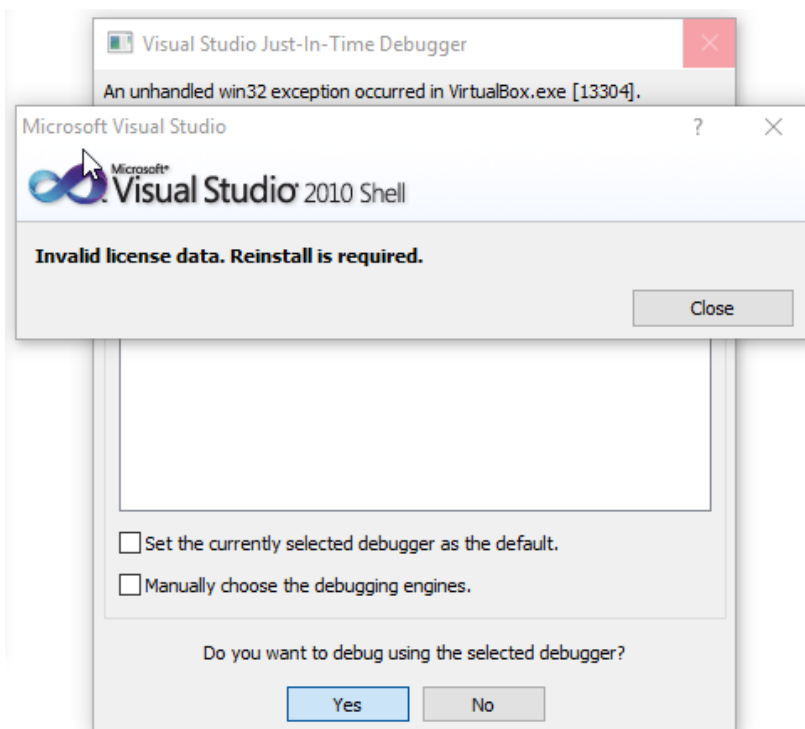 Visual Studio Just-In-Time Debugger
An unhandled win32 exception occurred in VirtualBox.exe [13304].
Microsoft Visual Studio
Microsoft®
Visual Studio 2010 Shell
Invalid license data. Reinstall is required.
Close
Set the currently selected debugger as the default.
Manually choose the debugging engines.
Do you want to debug using the selected debugger?
Yes No